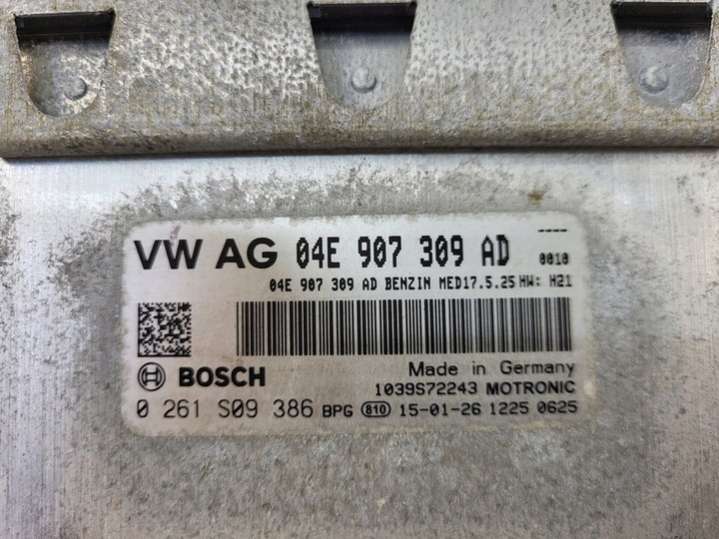 ----
VW AG 04E 907 309 AD 0010
04E 907 309 AD BENZIN MED17.5.25 HW: H21
BOSCH
Made in Germany
1039S72243 MOTRONIC
0 261 S09 386 BPG 810 15-01-26 1225 0625